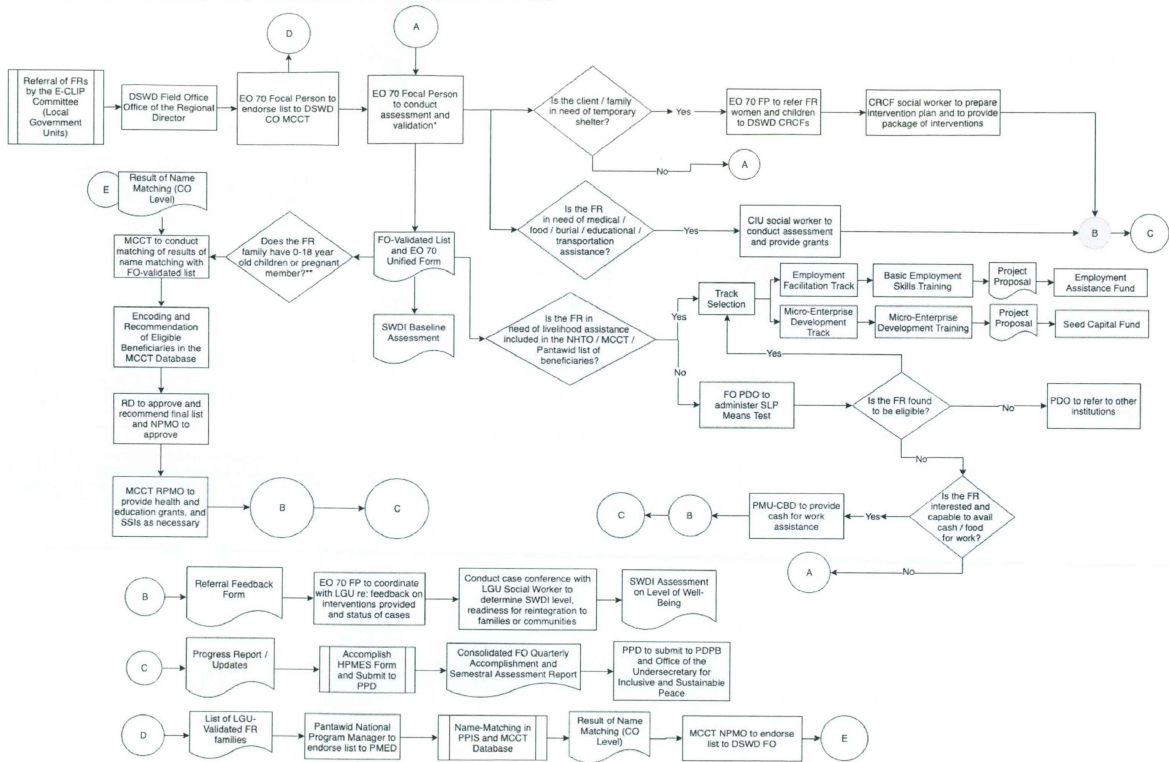 D
A
Referral of FRs
by the E-CLIP
Committee (Local
Government
Units)
DSWD Field Office
Office of the Regional
Director
EO 70 Focal Person to
endorse list to DSWD
CO MCCT
EO 70 Focal Person
to conduct
assessment and
validation*
Is the client / family
in need of temporary
shelter?
Yes
EO 70 FP to refer FR
women and children
to DSWD CRCFs
CRCF social worker to prepare
intervention plan and to provide
package of interventions
No
A
E
Result of Name
Matching (CO
Level)
MCCT to conduct
matching of results of
name matching with
FO-validated list
Does the FR
family have 0-18 year
old children or pregnant
member?**
FO-Validated List
and EO 70
Unified Form
Is the FR
in need of medical /
food / burial / educational /
transportation
assistance?
Yes
CIU social worker to
conduct assessment
and provide grants
B
C
Encoding and
Recommendation
of Eligible
Beneficiaries in the
MCCT Database
SWDI Baseline
Assessment
Is the FR in
need of livelihood assistance
included in the NHTO / MCCT /
Pantawid list of
beneficiaries?
Yes
Track
Selection
Employment
Facilitation Track
Basic Employment
Skills Training
Project
Proposal
Employment
Assistance Fund
Micro-Enterprise
Development
Track
Micro-Enterprise
Development Training
Project
Proposal
Seed Capital Fund
Yes
No
RD to approve and
recommend final list
and NPMO to
approve
FO PDO to
administer SLP
Means Test
Is the FR found
to be eligible?
No
PDO to refer to other
institutions
No
MCCT RPMO to
provide health and
education grants, and
SSIs as necessary
B
C
C
B
PMU-CBD to provide
cash for work
assistance
Yes
Is the FR
interested and
capable to avail
cash / food
for work?
A
No
B
Referral Feedback
Form
EO 70 FP to coordinate
with LGU re: feedback on
interventions provided
and status of cases
Conduct case conference with
LGU Social Worker to
determine SWDI level,
readiness for reintegration to
families or communities
SWDI Assessment
on Level of Well-
Being
C
Progress Report /
Updates
Accomplish
HPMES Form
and Submit to
PPD
Consolidated FO Quarterly
Accomplishment and
Semestral Assessment Report
PPD to submit to PDPB
and Office of the
Undersecretary for
Inclusive and Sustainable
Peace
D
List of LGU-
Validated FR
families
Pantawid National
Program Manager to
endorse list to PMED
Name-Matching in
PPIS and MCCT
Database
Result of Name
Matching (CO
Level)
MCCT NPMO to endorse
list to DSWD FO
E